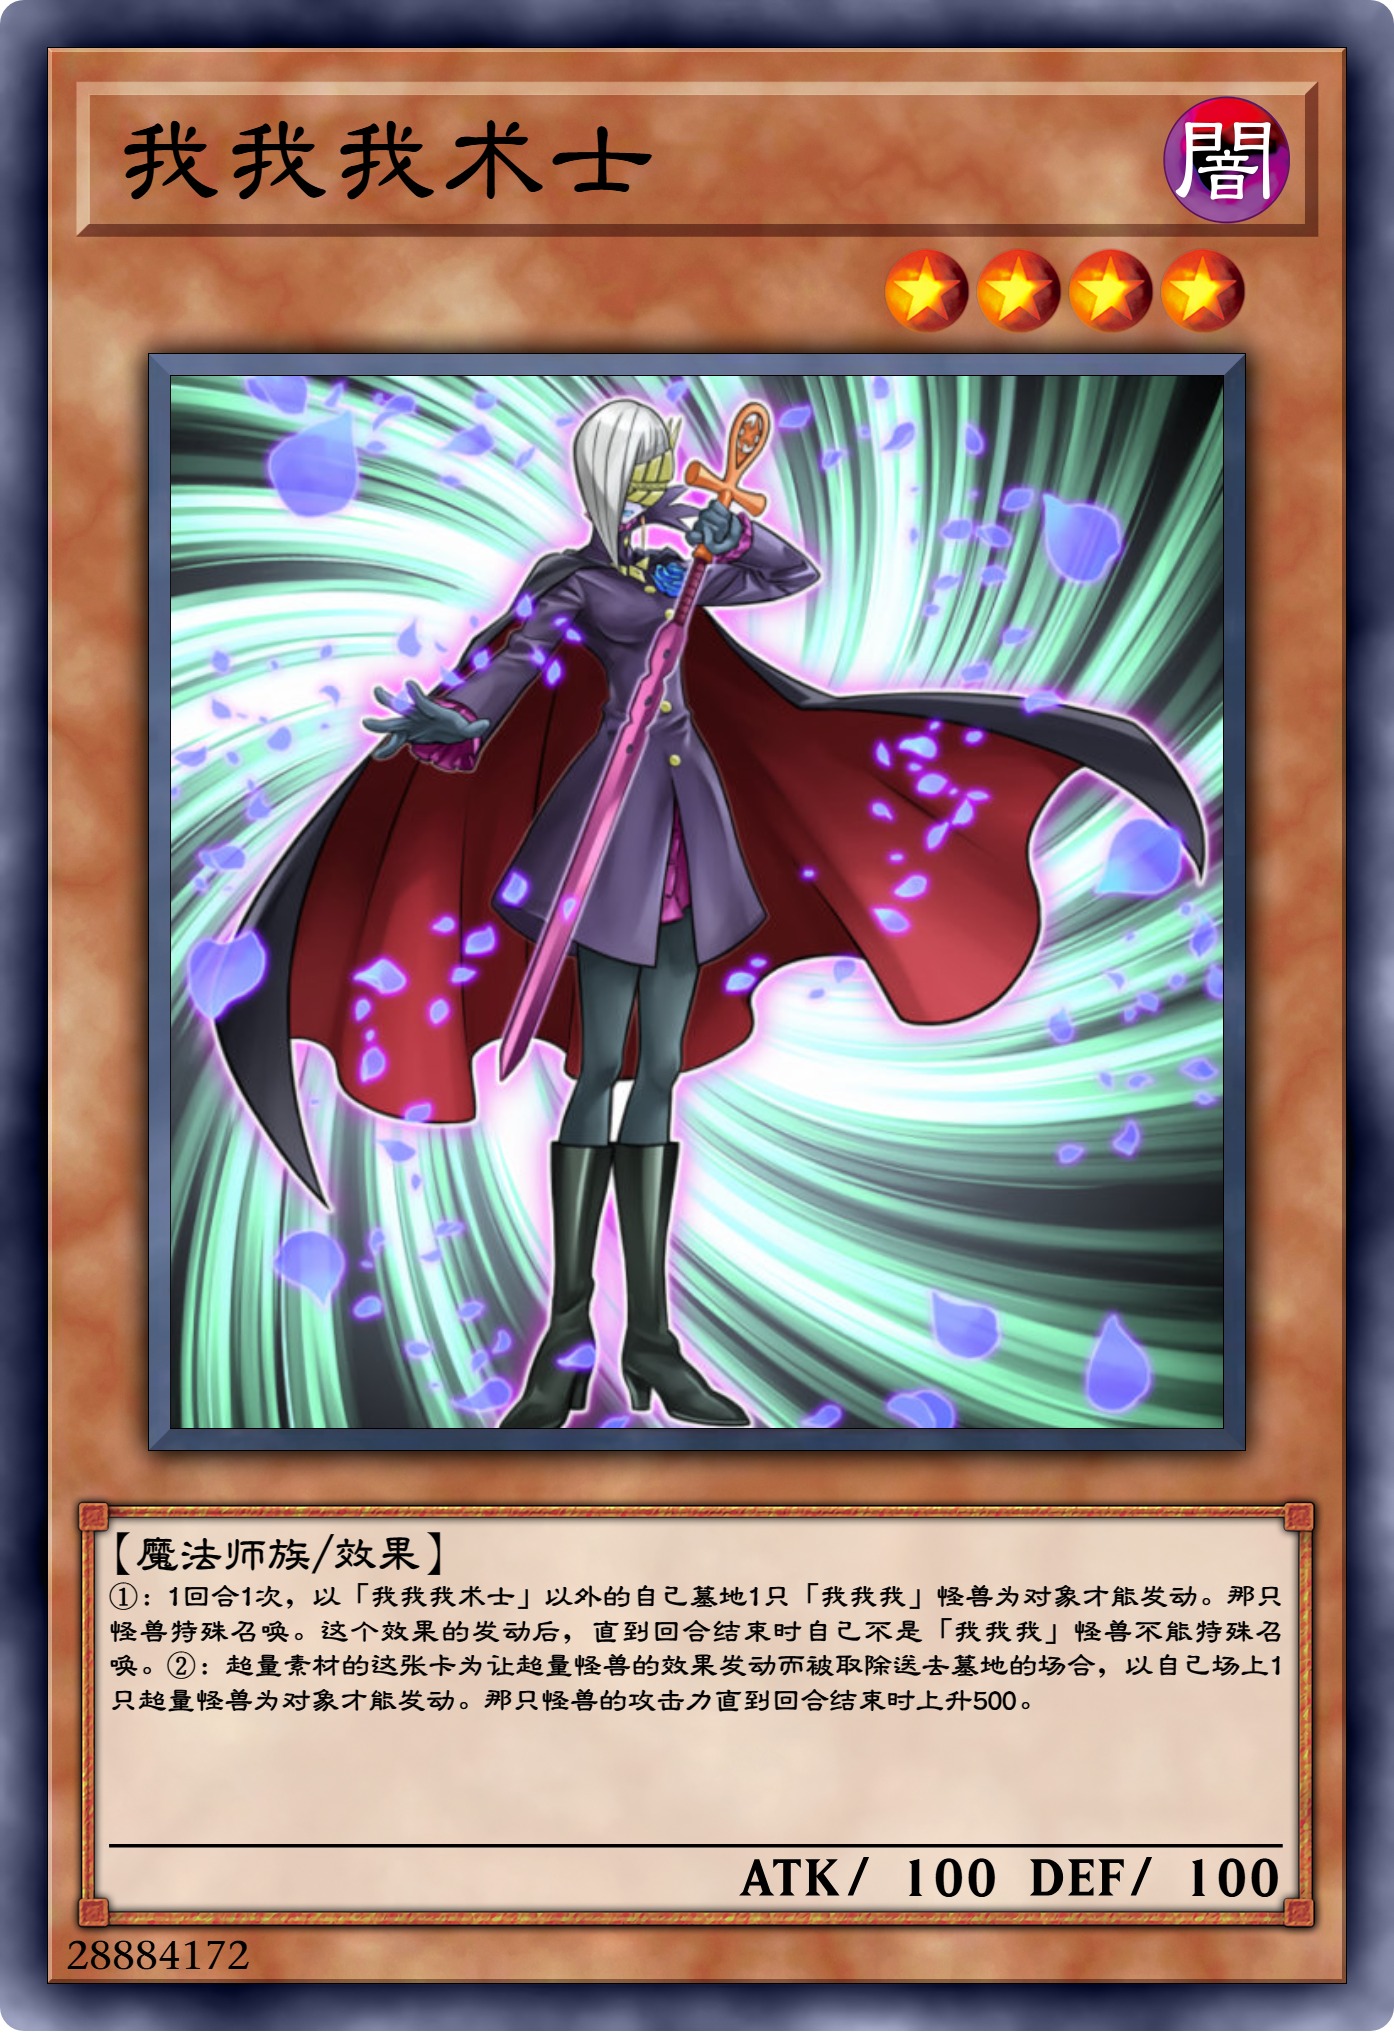 我我我术士
闇
【魔法师族/效果】
①：1回合1次，以「我我我术士」以外的自己墓地1只「我我我」怪兽为对象才能发动。那只
怪兽特殊召唤。这个效果的发动后，直到回合结束时自己不是「我我我」怪兽不能特殊召
唤。②：超量素材的这张卡为让超量怪兽的效果发动而被取除送去墓地的场合，以自己场上1
只超量怪兽为对象才能发动。那只怪兽的攻击力直到回合结束时上升500。
ATK/ 100 DEF/ 100
28884172